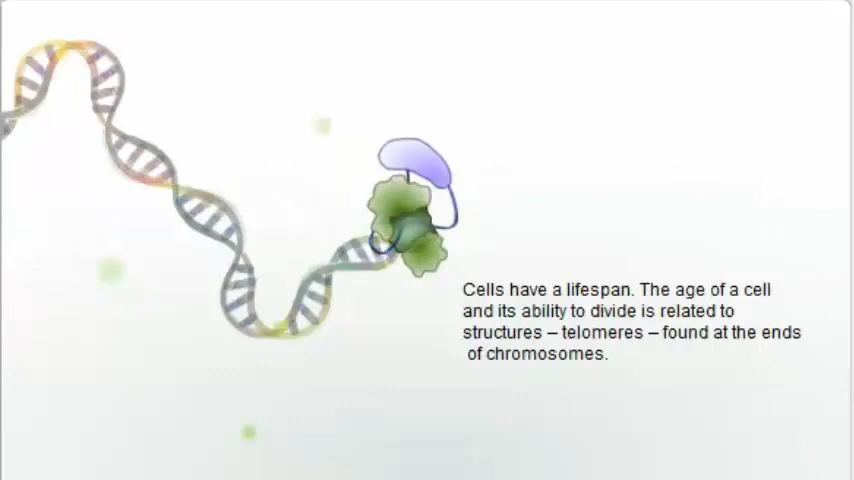 Cells have a lifespan. The age of a cell
and its ability to divide is related to
structures – telomeres – found at the ends
of chromosomes.